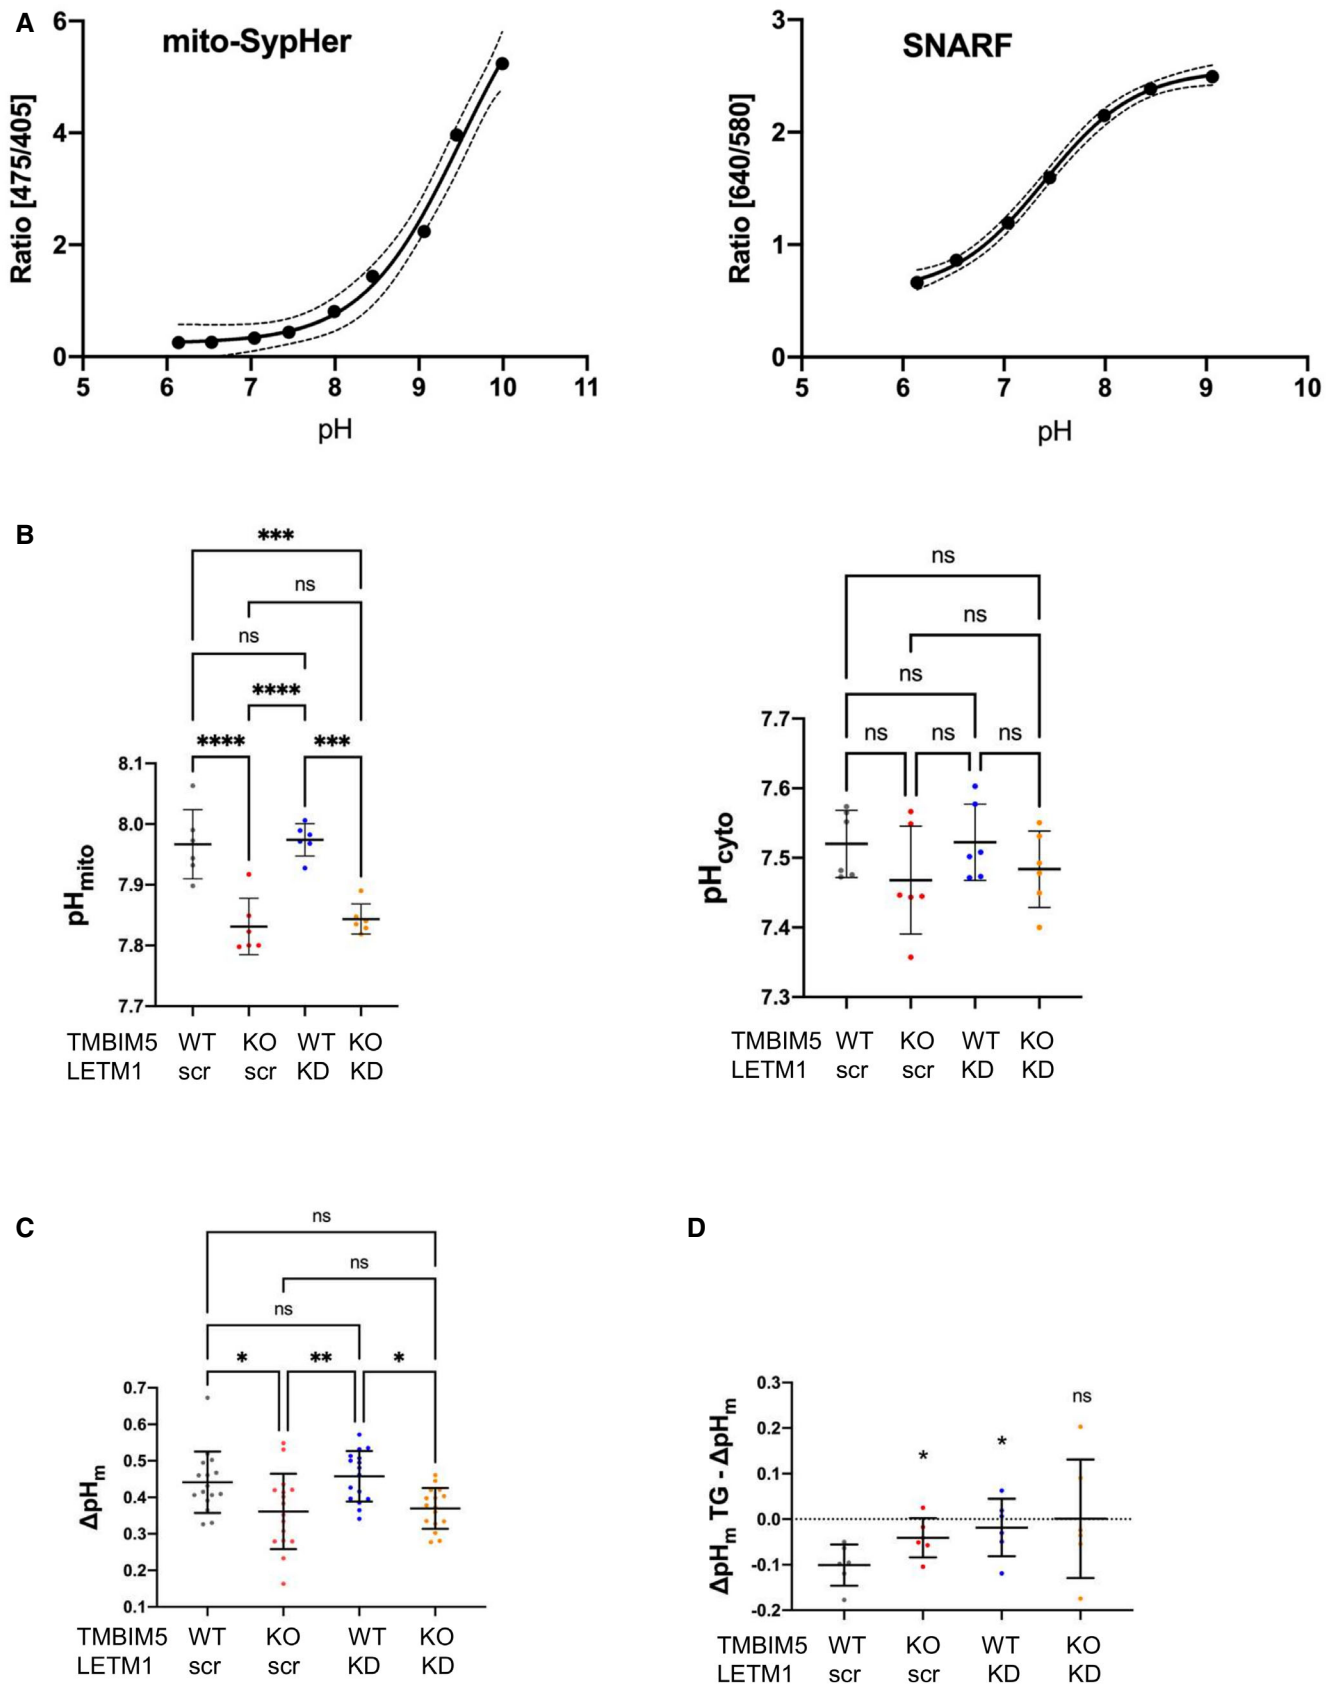 A
mito-SypHer
Ratio [475/405]
6
4
2
0
5 6 7 8 9 10 11
pH
SNARF
Ratio [640/580]
3
2
1
0
5 6 7 8 9 10
pH
B
***
ns
ns
****
**** ***
pHmito
8.1
8.0
7.9
7.8
7.7
TMBIM5 WT KO WT KO
LETM1 scr scr KD KD
ns
ns
ns
ns ns ns
pHcyto
7.7
7.6
7.5
7.4
7.3
TMBIM5 WT KO WT KO
LETM1 scr scr KD KD
C
ns
ns
ns
* ** *
ΔpHm
0.7
0.6
0.5
0.4
0.3
0.2
0.1
TMBIM5 WT KO WT KO
LETM1 scr scr KD KD
D
* * ns
ΔpHm TG - ΔpHm
0.3
0.2
0.1
0.0
-0.1
-0.2
TMBIM5 WT KO WT KO
LETM1 scr scr KD KD